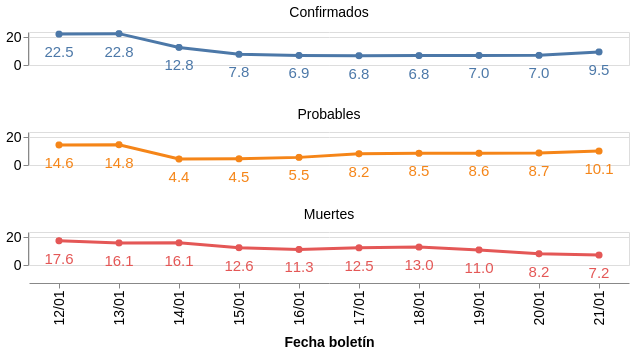 Confirmados
20
0
22.5 22.8 12.8 7.8 6.9 6.8 6.8 7.0 7.0 9.5
Probables
20
0
14.6 14.8 4.4 4.5 5.5 8.2 8.5 8.6 8.7 10.1
Muertes
20
0
17.6 16.1 16.1 12.6 11.3 12.5 13.0 11.0 8.2 7.2
12/01 13/01 14/01 15/01 16/01 17/01 18/01 19/01 20/01 21/01
Fecha boletín